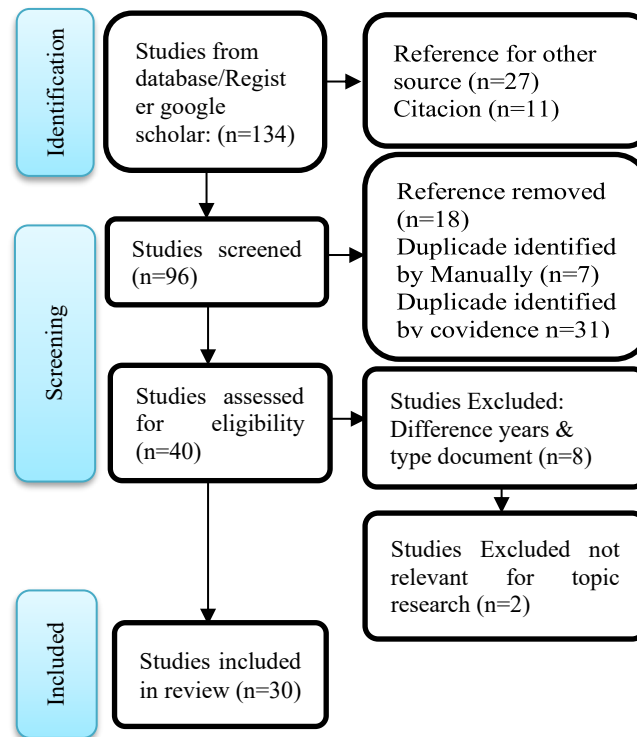 Identification
Studies from
database/Regist
er google
scholar: (n=134)
Reference for other
source (n=27)
Citacion (n=11)
Screening
Studies screened
(n=96)
Reference removed
(n=18)
Duplicade identified
by Manually (n=7)
Duplicade identified
by covidence n=31)
Studies assessed
for eligibility
(n=40)
Studies Excluded:
Difference years &
type document (n=8)
Studies Excluded not
relevant for topic
research (n=2)
Included
Studies included
in review (n=30)